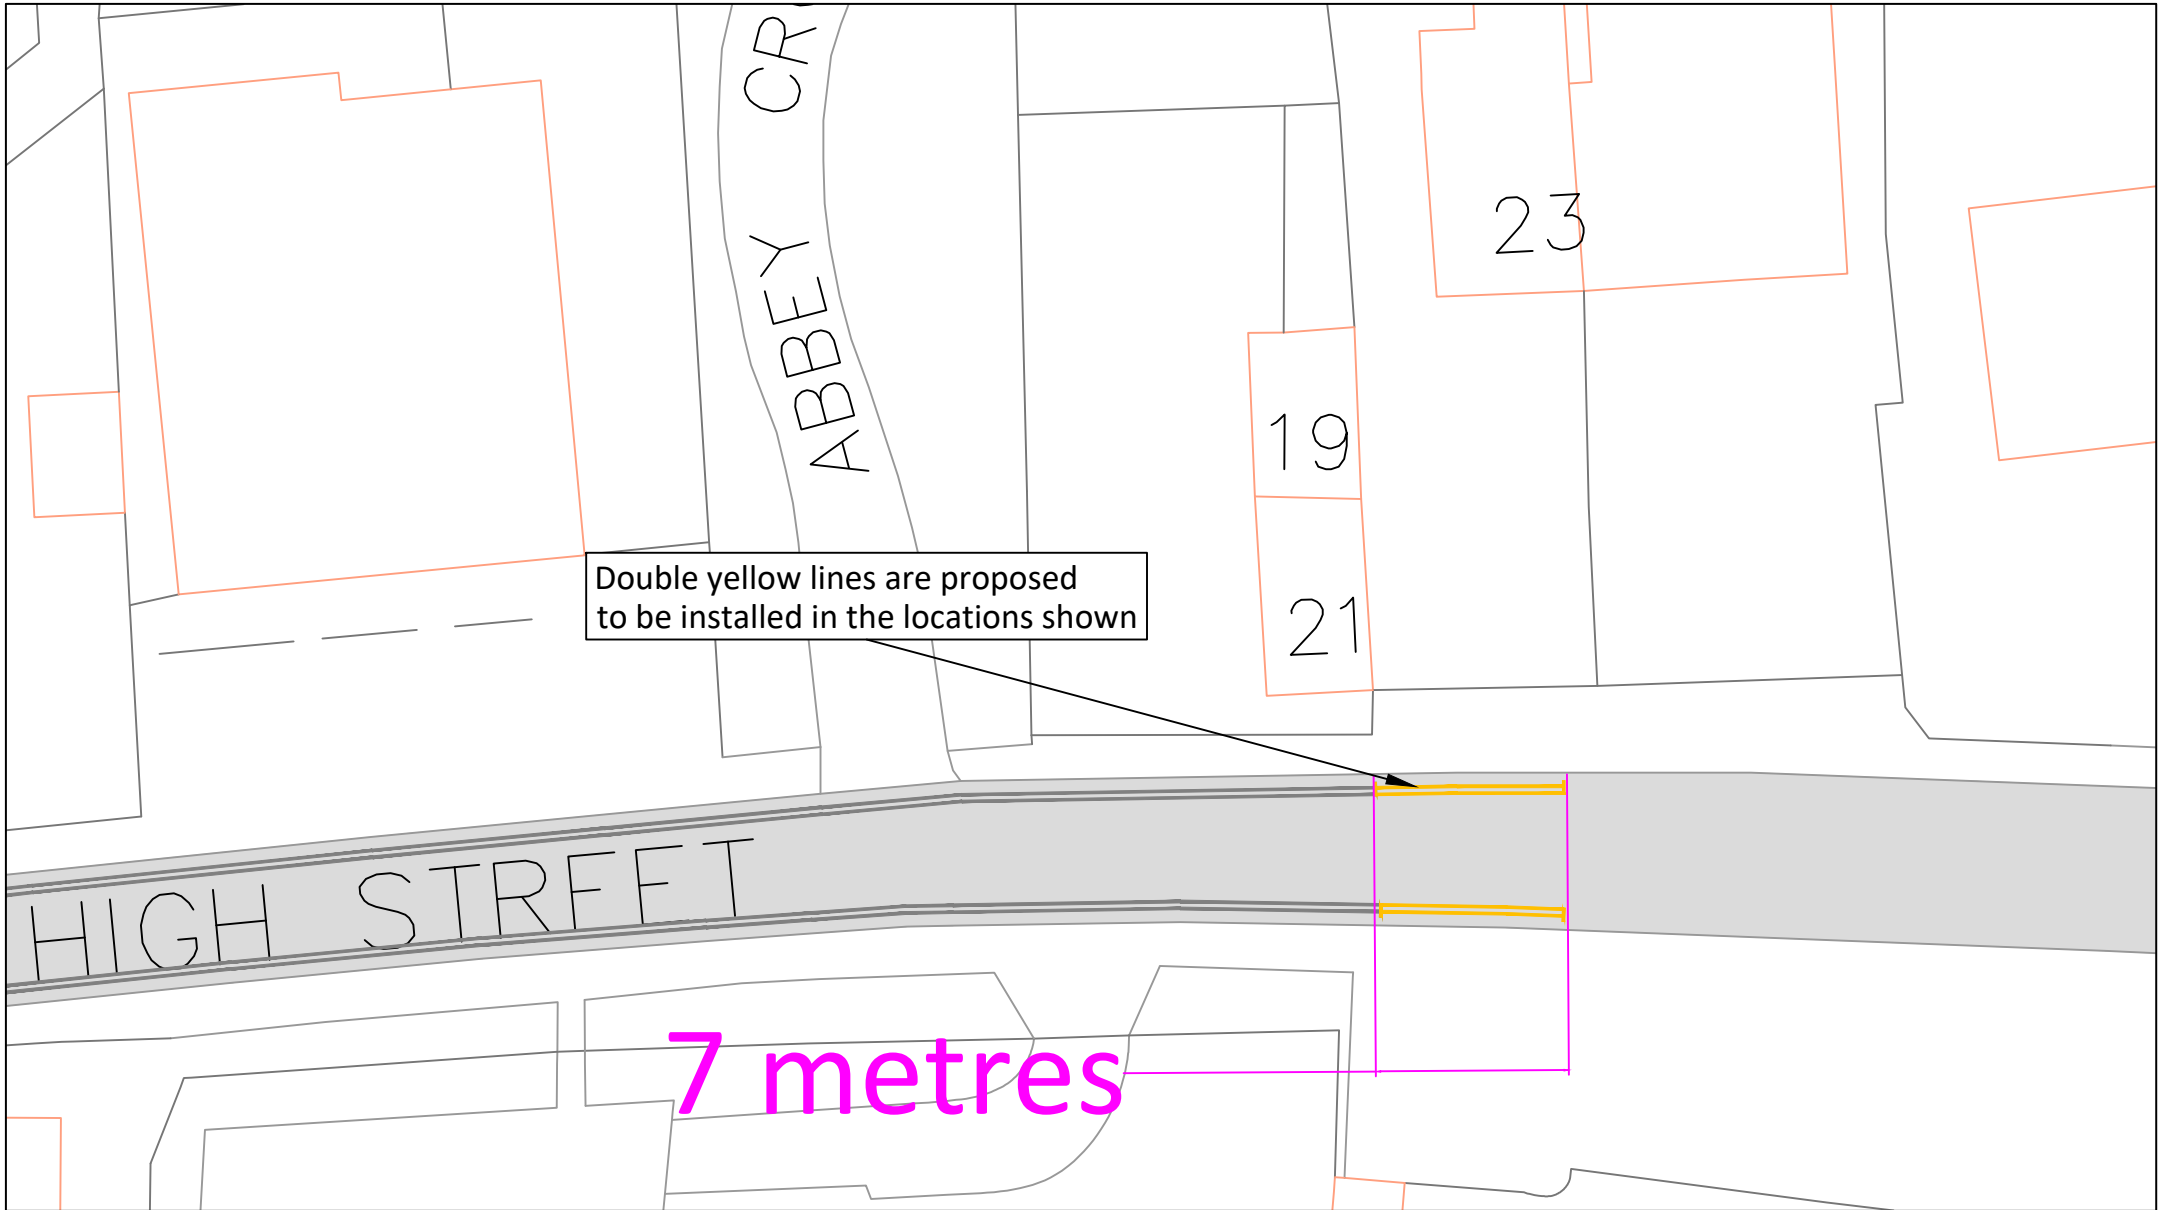 ABBEY CR
23
19
Double yellow lines are proposed
to be installed in the locations shown
21
HIGH STREET
7 metres